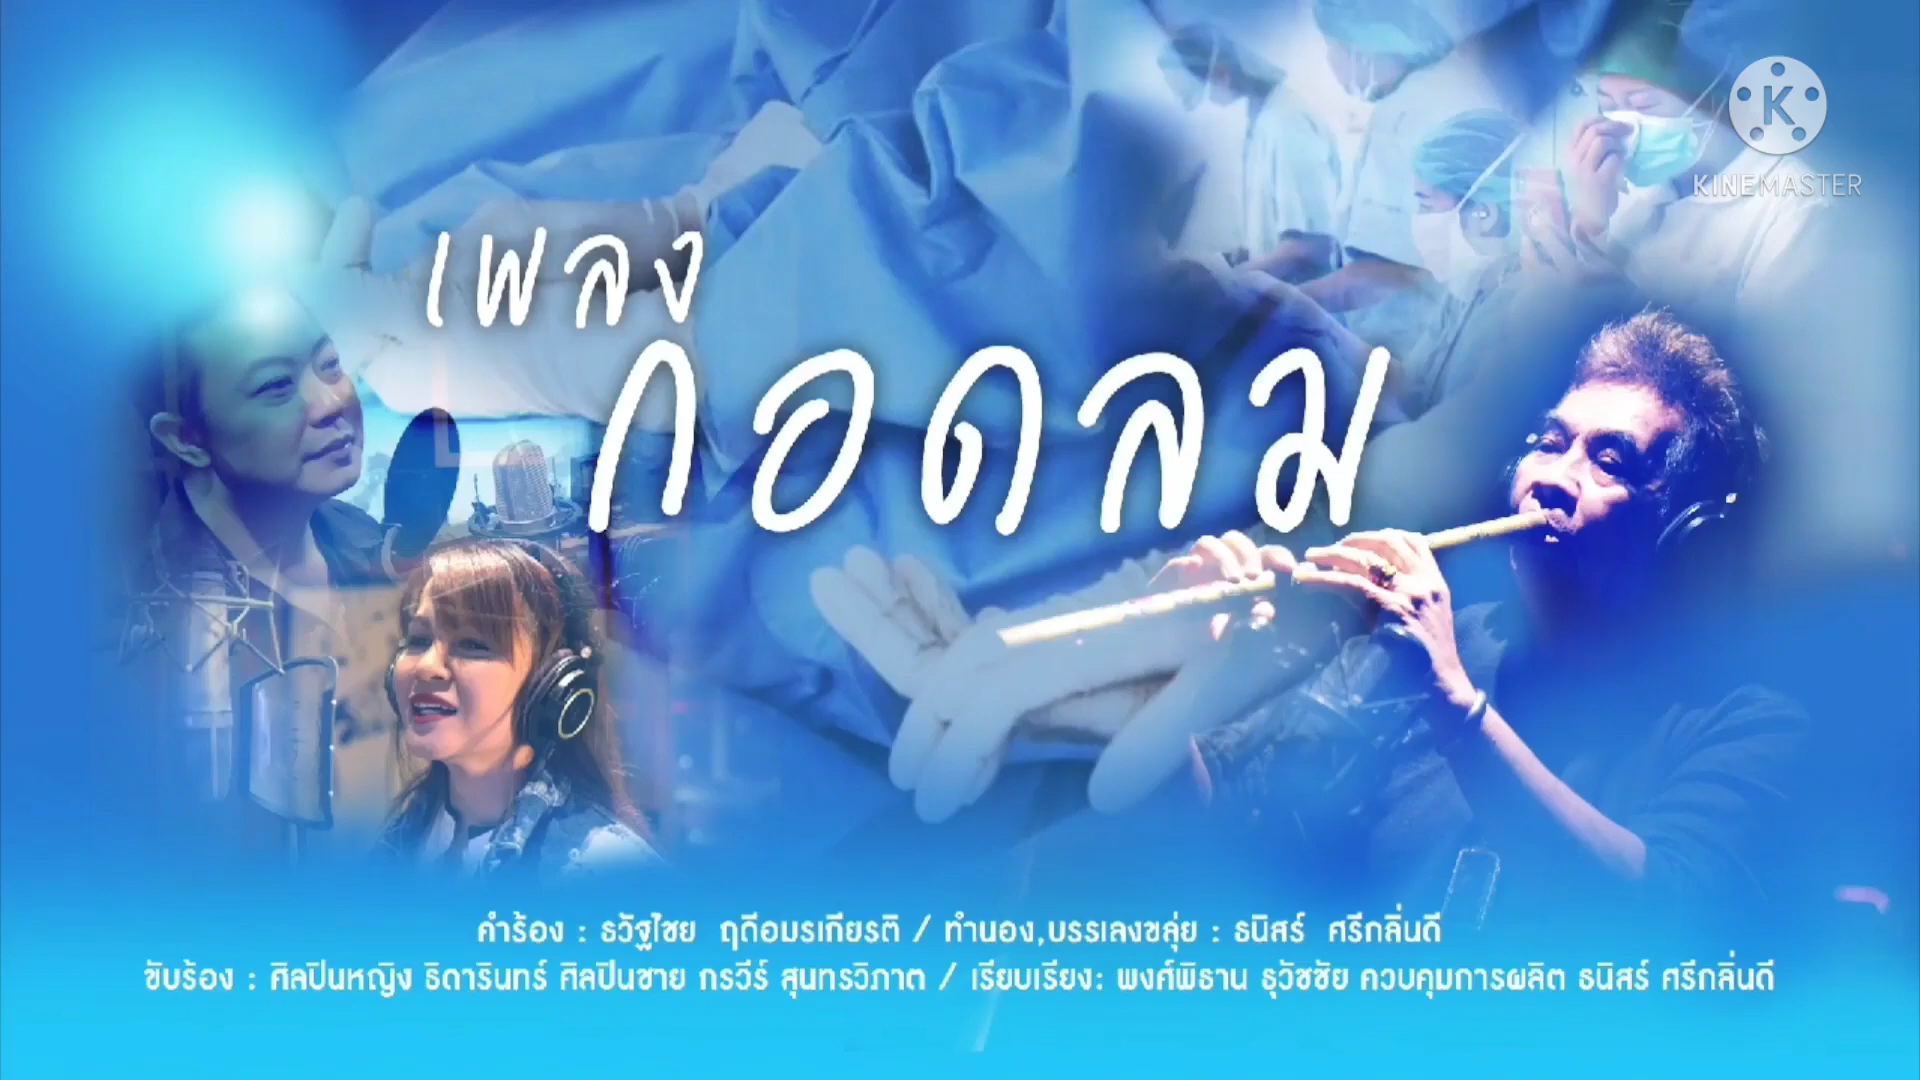 KINEMASTER
เพลง
กอดลม
คำร้อง : ธวัฐไชย ฤดีอมรเกียรติ / ทำนอง,บรรเลงขลุ่ย : ธนิสร์ ศรีกลิ่นดี
ขับร้อง : ศิลปินหญิง ธิดารินทร์ ศิลปินชาย กรวีร์ สุนทรวิภาต / เรียบเรียง: พงศ์พิธาน ธุวัชชัย ควบคุมการผลิต ธนิสร์ ศรีกลิ่นดี